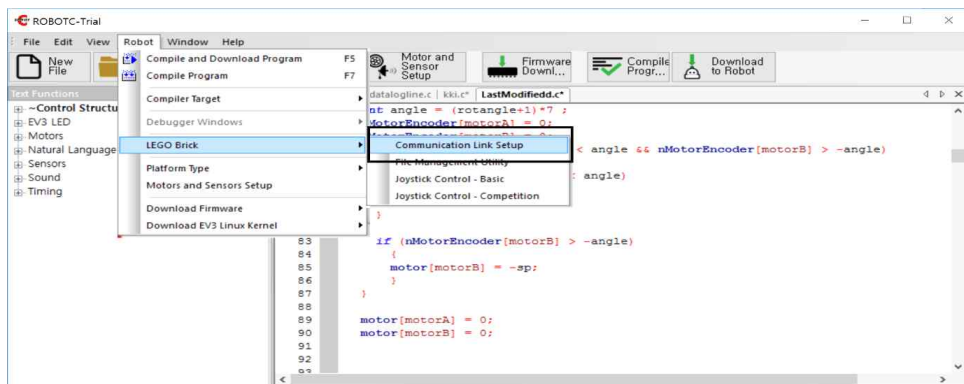 ROBOTC-Trial
File Edit View Robot Window Help
New File
Motor and Sensor Setup
Firmware Downl...
Compile Progr...
Download to Robot
Compile and Download Program F5
Compile Program F7
Compiler Target
Debugger Windows
LEGO Brick
Platform Type
Motors and Sensors Setup
Download Firmware
Download EV3 Linux Kernel
Communication Link Setup
File Management Utility
Joystick Control - Basic
Joystick Control - Competition
Text Functions
~Control Structu
EV3 LED
Motors
Natural Language
Sensors
Sound
Timing
datalogline.c kki.c* LastModifiedd.c*
nt angle = (rotangle+1)*7 ;
MotorEncoder[motorA] = 0;
MotorEncoder[motorB] = 0;
< angle && nMotorEncoder[motorB] > -angle)
angle)
}
83 if (nMotorEncoder[motorB] > -angle)
84 {
85 motor[motorB] = -sp;
86 }
87 }
88
89 motor[motorA] = 0;
90 motor[motorB] = 0;
91
92
93